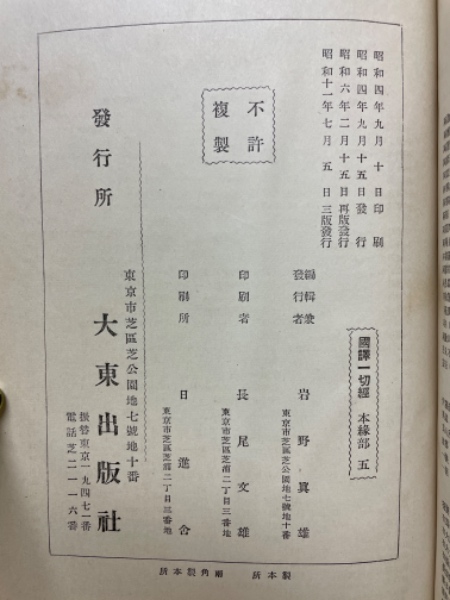 昭和四年九月十日印刷
昭和四年九月十五日發行
昭和六年二月十五日再版發行
昭和十一年七月五日三版發行
不許
複製
國譯一切經 本緣部 五
編輯兼
發行者 岩野眞雄
東京市芝區芝公園地七號地十番
印刷者 長尾文雄
東京市芝區芝浦二丁目三番地
印刷所 日進舎
東京市芝區芝浦二丁目三番地
發行所
東京市芝區芝公園地七號地十番
大東出版社
振替東京一九四七一番
電話芝二一一六番
製本所 兩角製本所